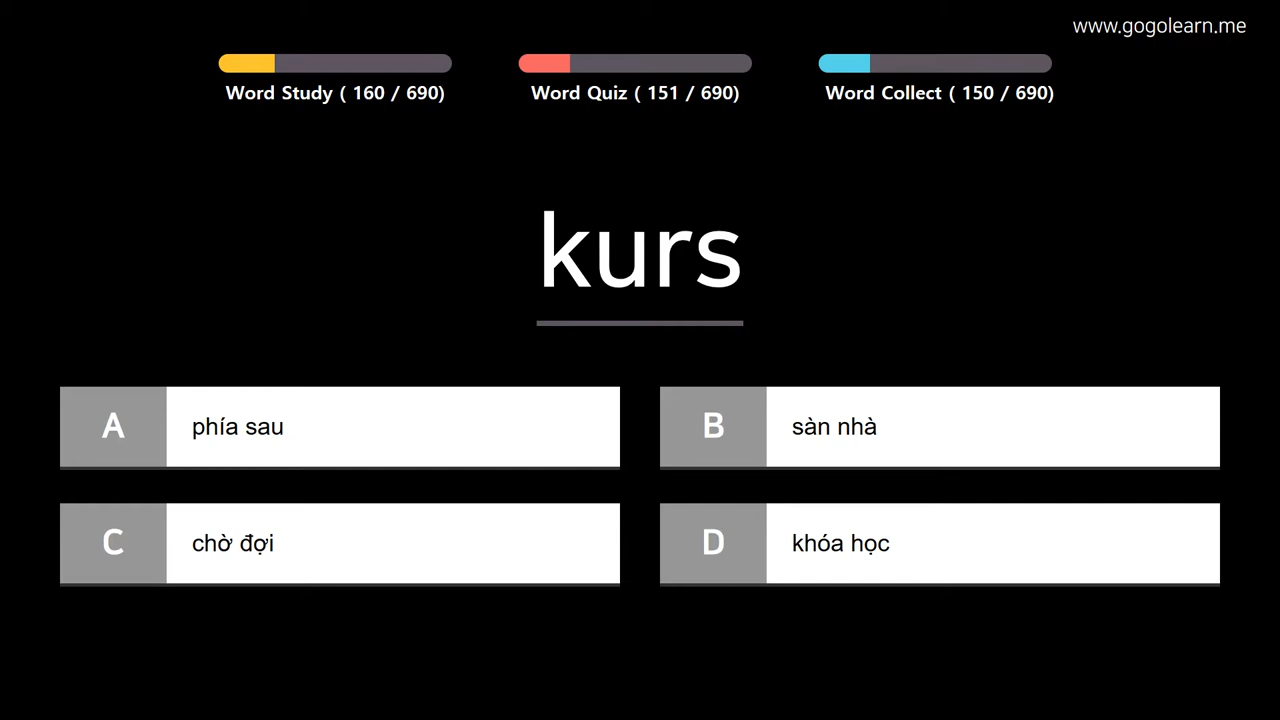 www.gogolearn.me
Word Study ( 160 / 690)
Word Quiz ( 151 / 690)
Word Collect ( 150 / 690)
kurs
A phía sau
B sàn nhà
C chờ đợi
D khóa học